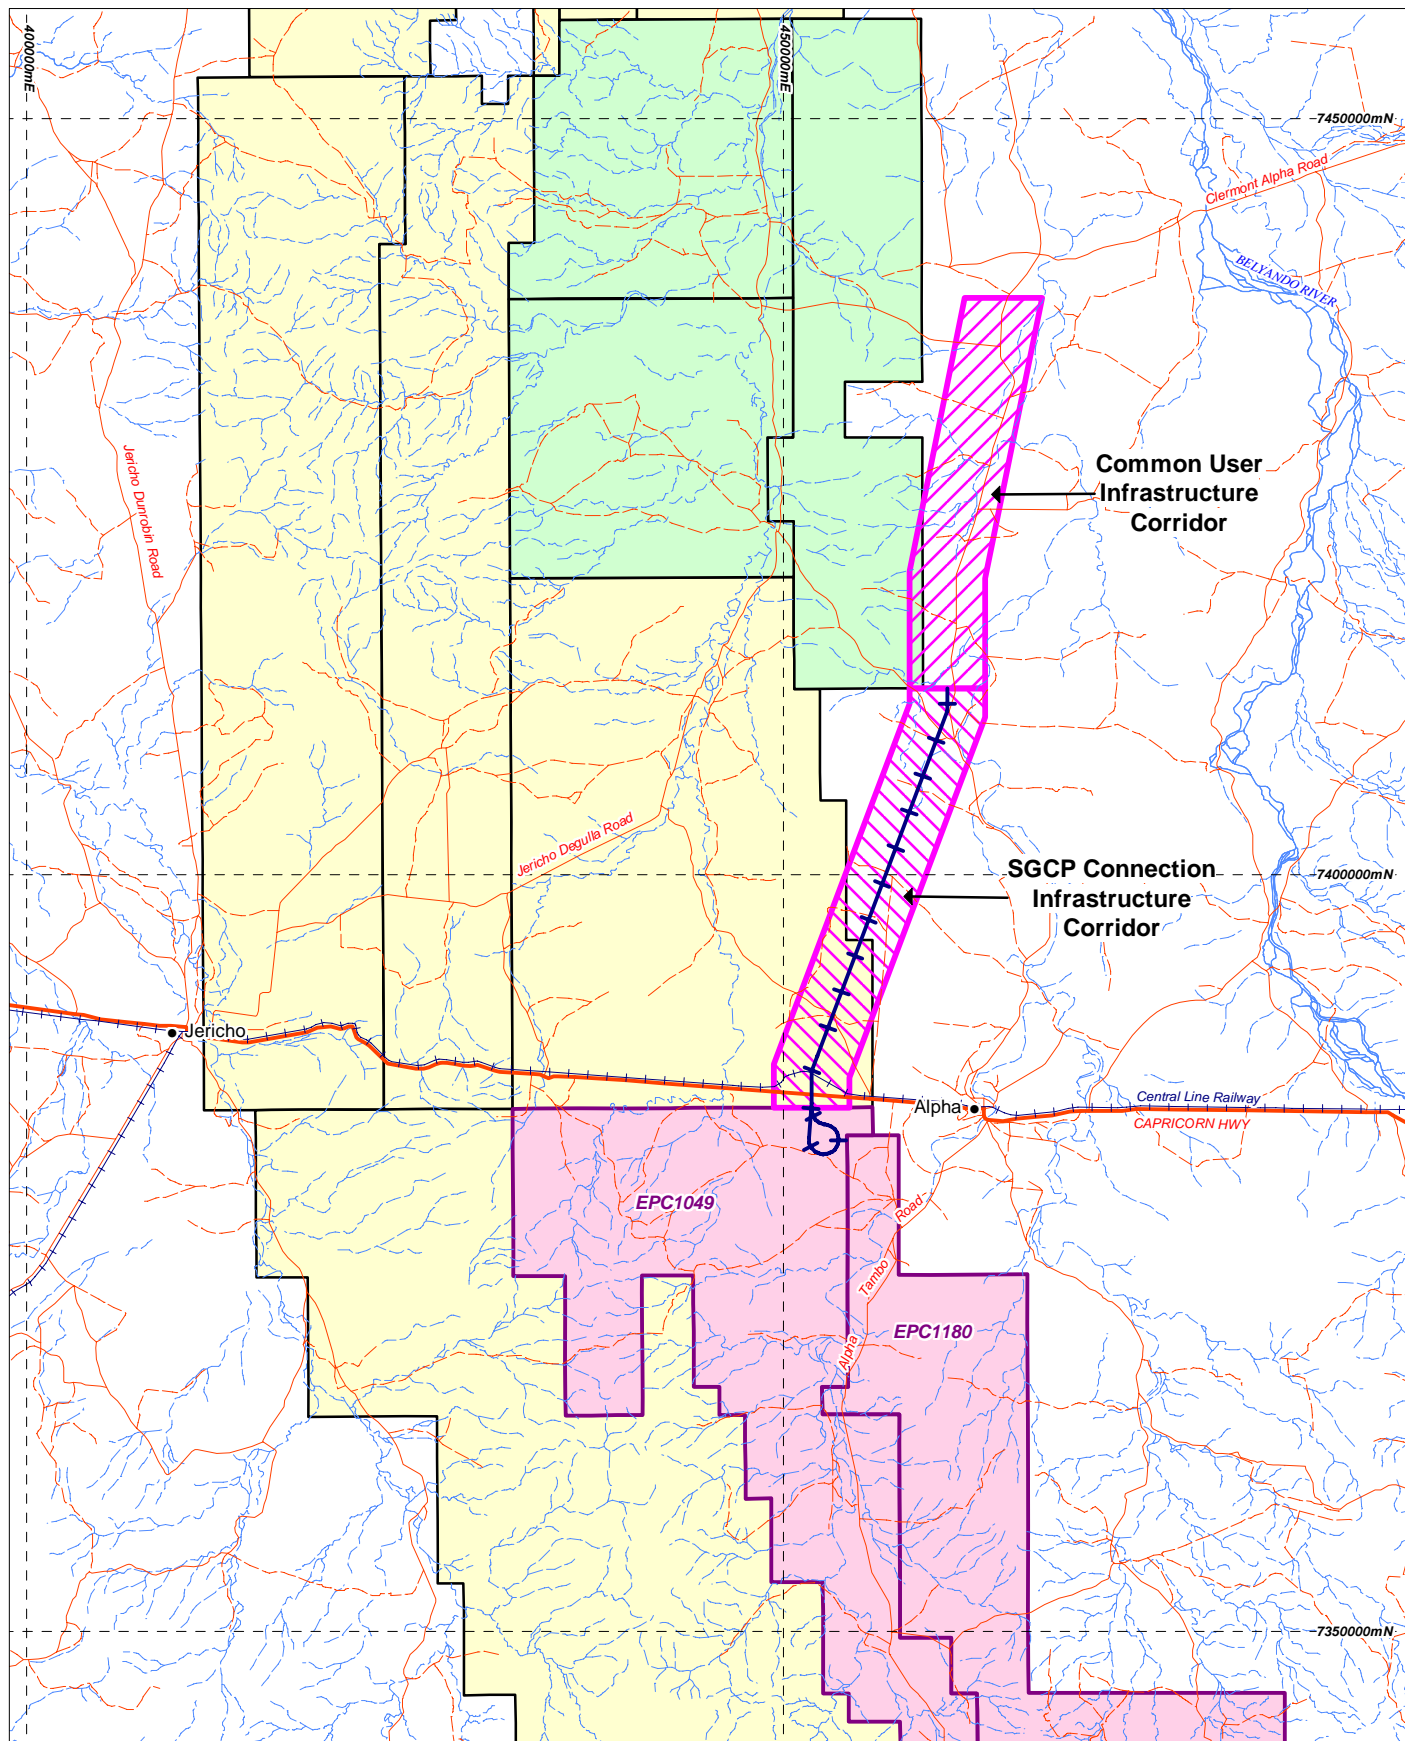 400000mE
450000mE
7450000mN
Clermont Alpha Road
BELYANDO RIVER
Common User
Infrastructure
Corridor
Jericho Dunrobin Road
Jericho Degulla Road
SGCP Connection
Infrastructure
Corridor
7400000mN
Jericho
Alpha
Central Line Railway
CAPRICORN HWY
EPC1049
Alpha Tambo Road
EPC1180
7350000mN